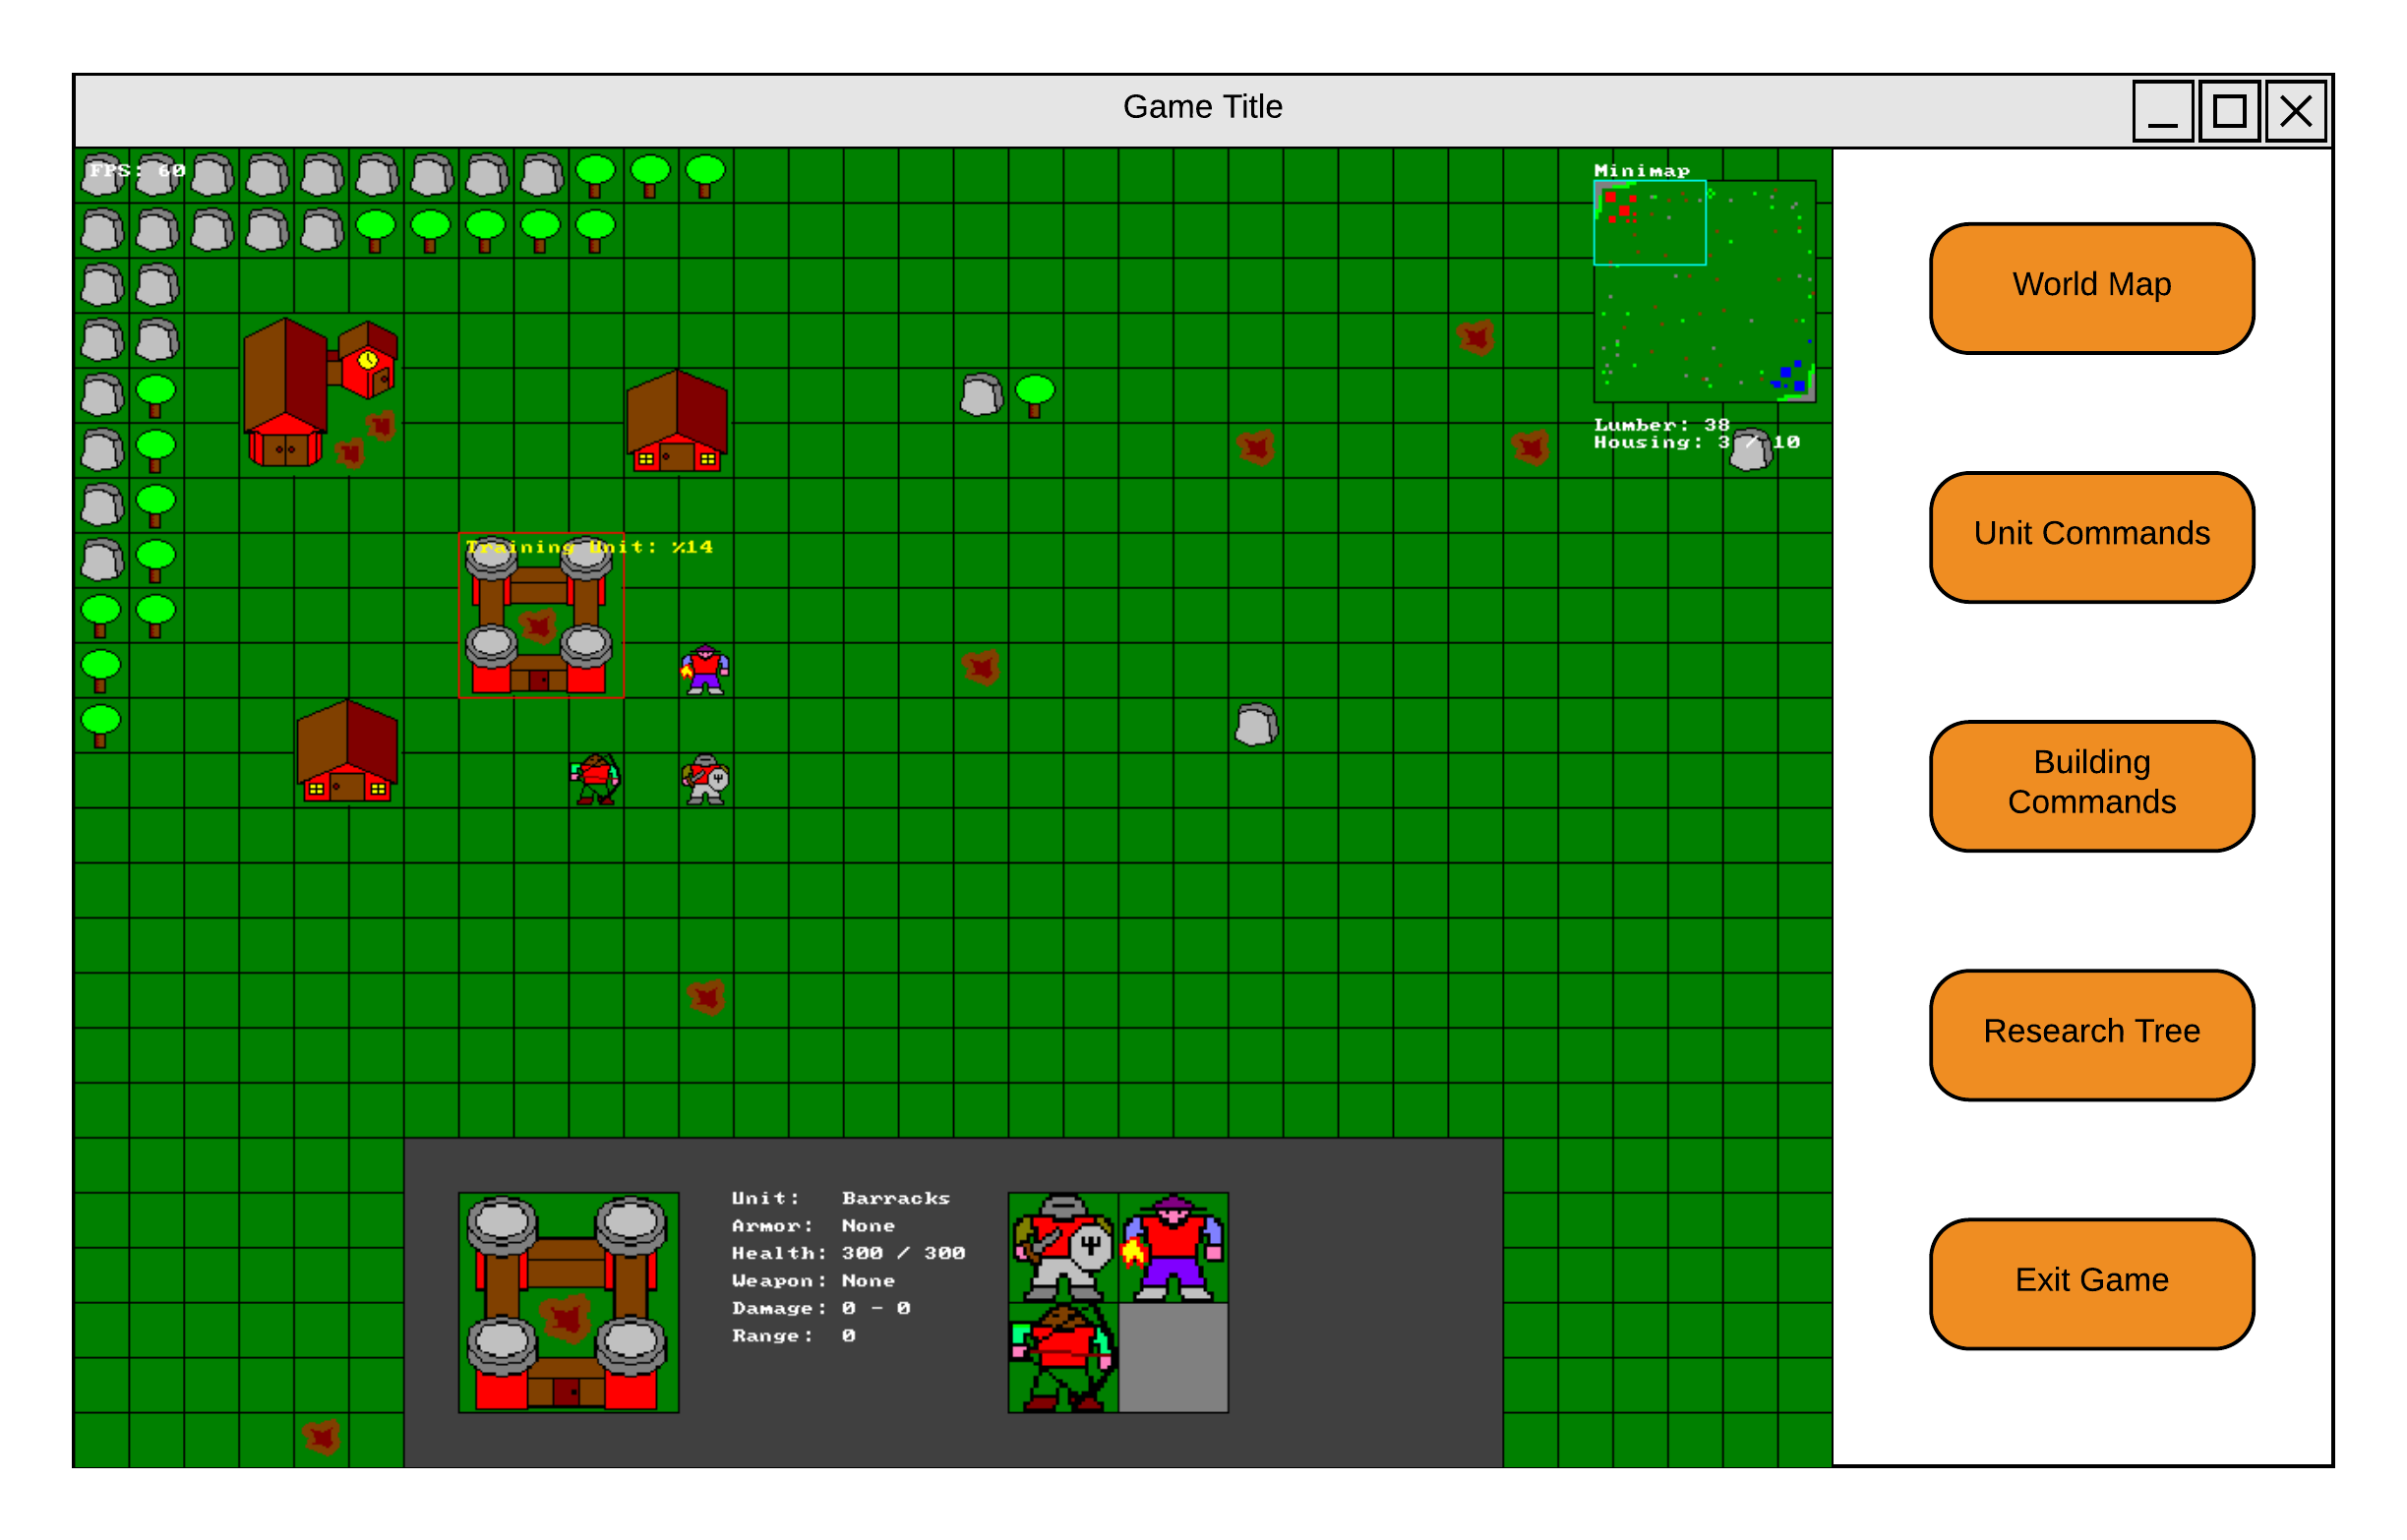 Game Title
FPS: 60
Minimap
Lumber: 38
Housing: 3 / 10
Training Unit: %14
Unit: Barracks
Armor: None
Health: 300 / 300
Weapon: None
Damage: 0 - 0
Range: 0
World Map
Unit Commands
Building
Commands
Research Tree
Exit Game